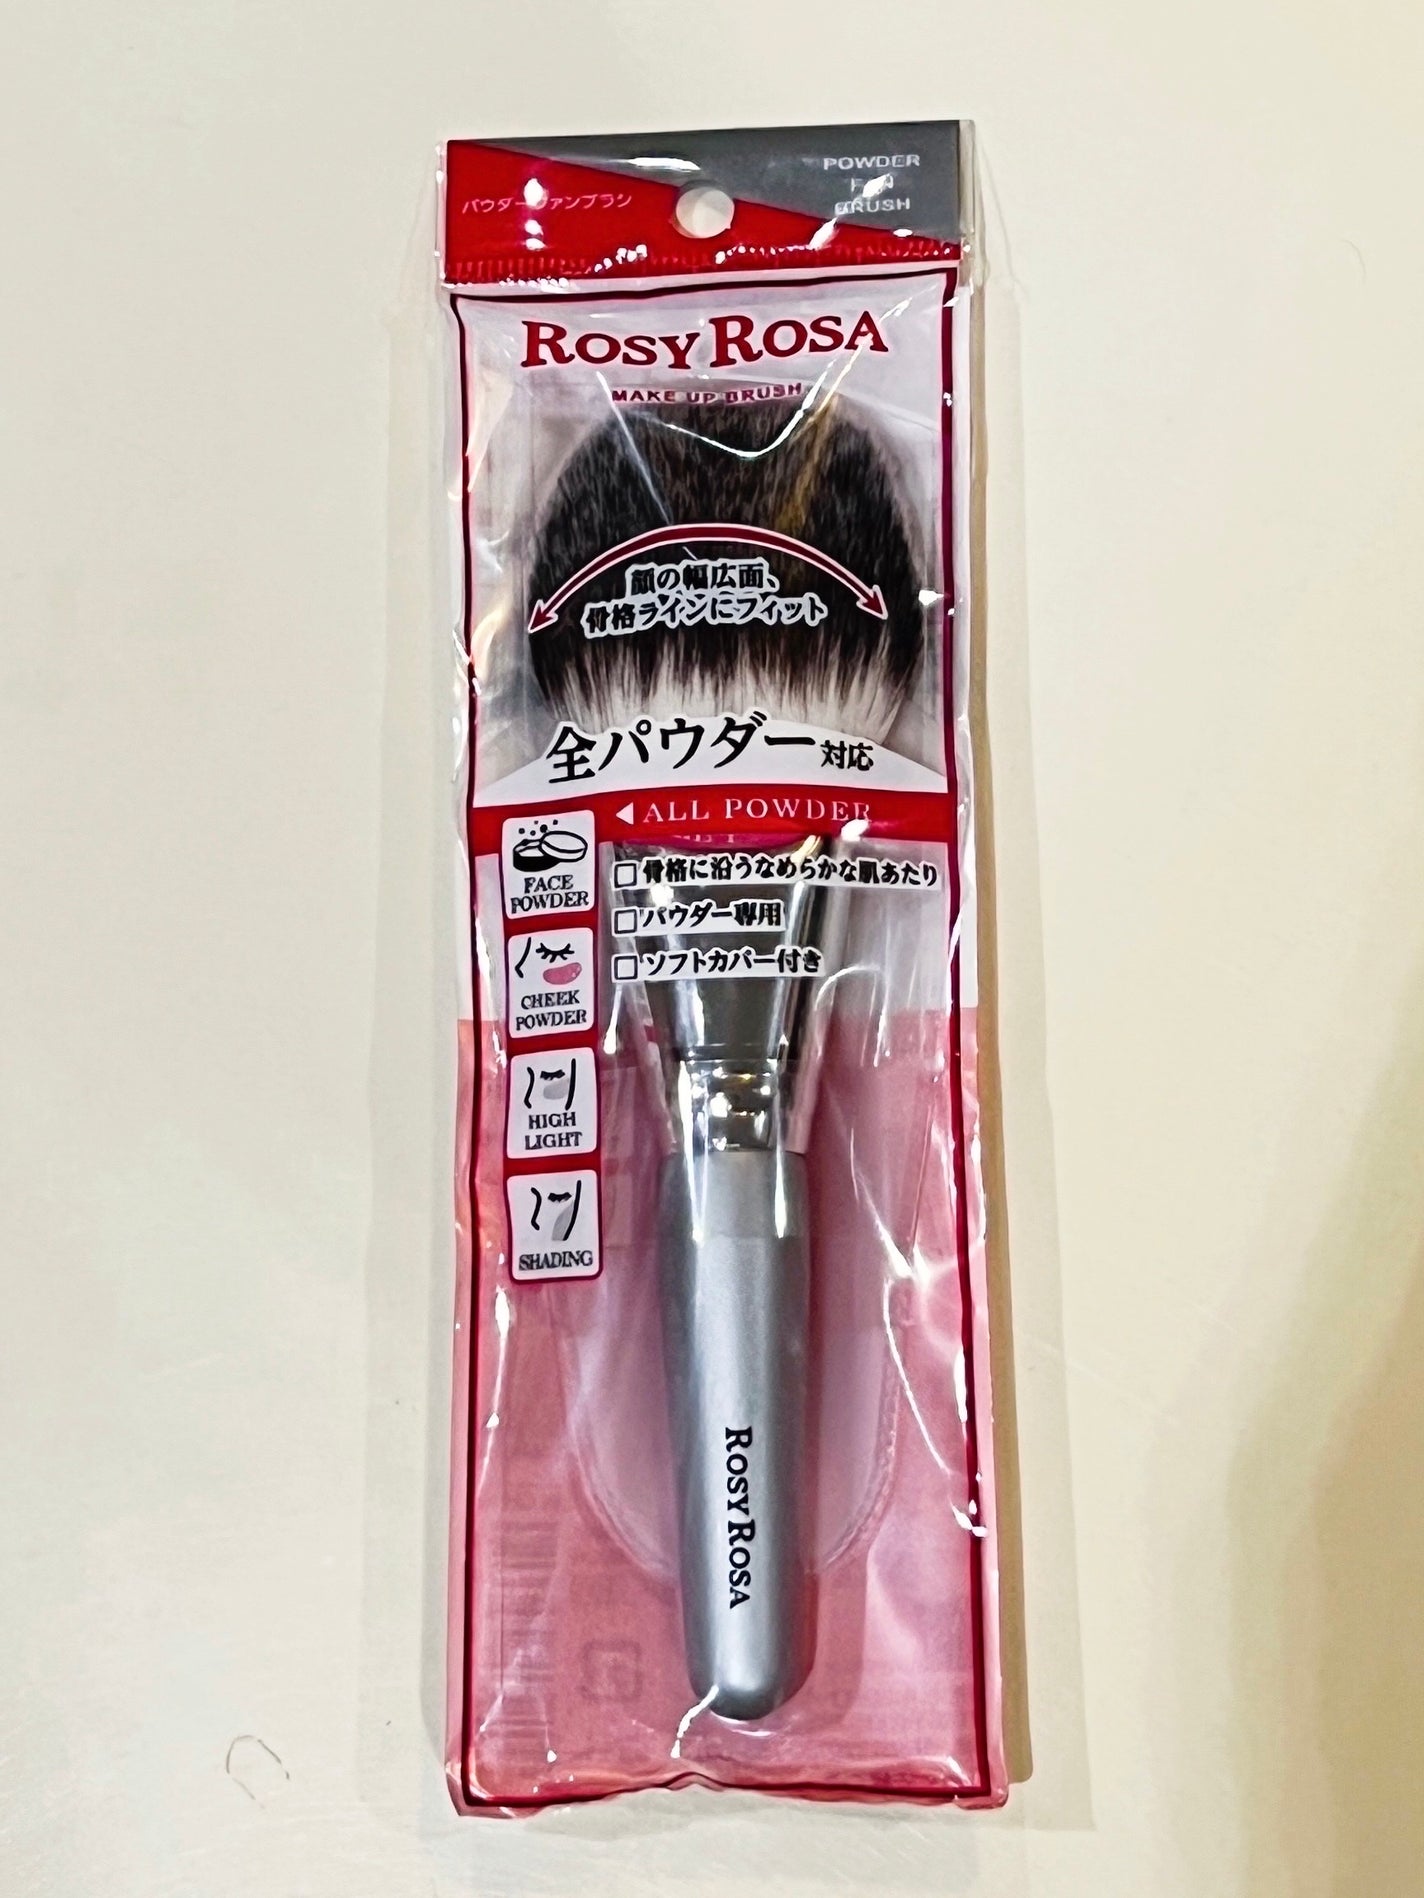 パウダーファンブラシ
POWDER
FAN
BRUSH
ROSY ROSA
MAKE UP BRUSH
顔の幅広面、
骨格ラインにフィット
全パウダー対応
◀ALL POWDER
FACE
POWDER
□骨格に沿うなめらかな肌あたり
□パウダー専用
□ソフトカバー付き
CHEEK
POWDER
HIGH
LIGHT
SHADING
ROSY ROSA